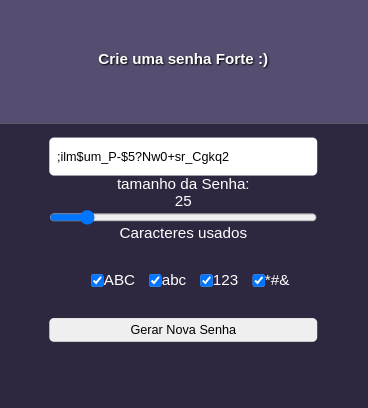 Crie uma senha Forte :)
;ilm$um_P-$5?Nw0+sr_Cgkq2
tamanho da Senha:
25
Caracteres usados
ABC abc 123 *#&
Gerar Nova Senha